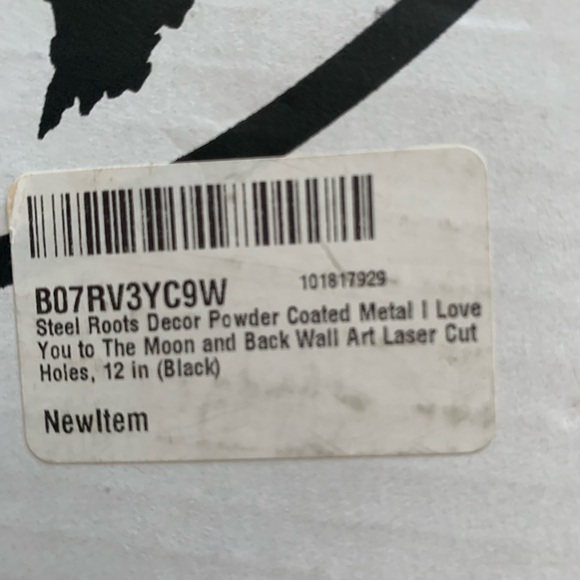 B07RV3YC9W 101817929
Steel Roots Decor Powder Coated Metal I Love
You to The Moon and Back Wall Art Laser Cut
Holes, 12 in (Black)
NewItem